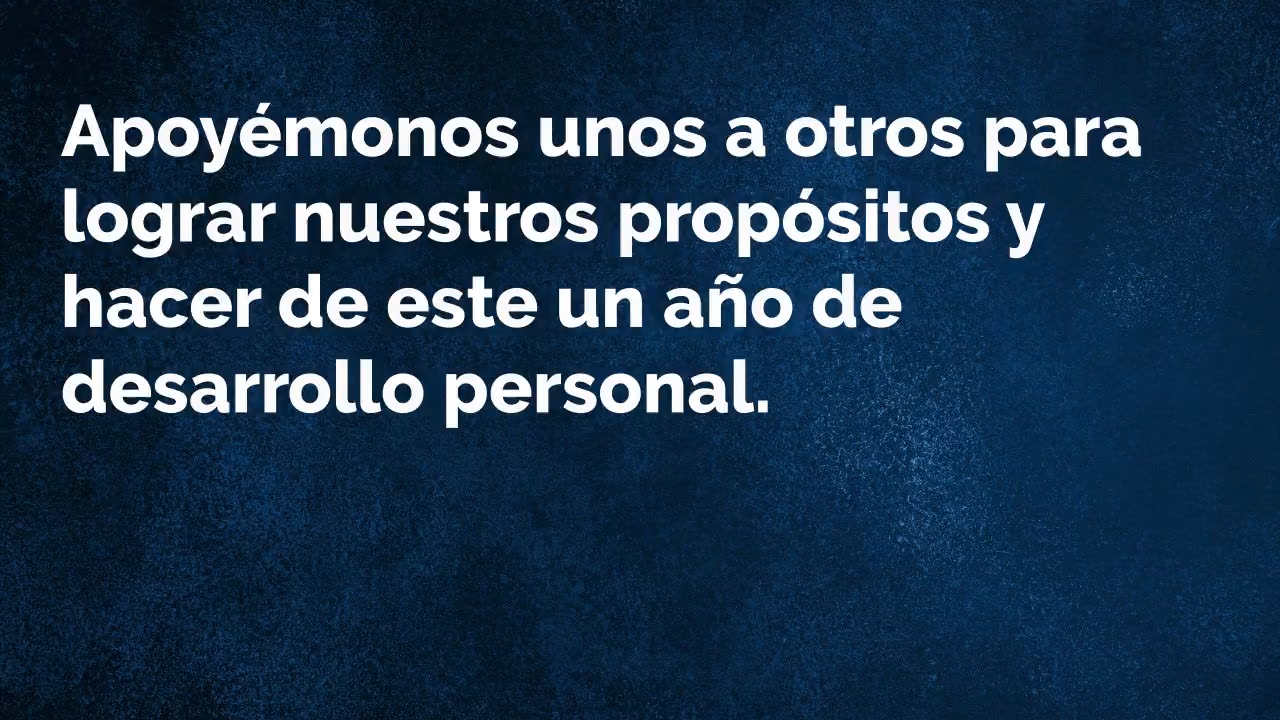 Apoyémonos unos a otros para
lograr nuestros propósitos y
hacer de este un año de
desarrollo personal.